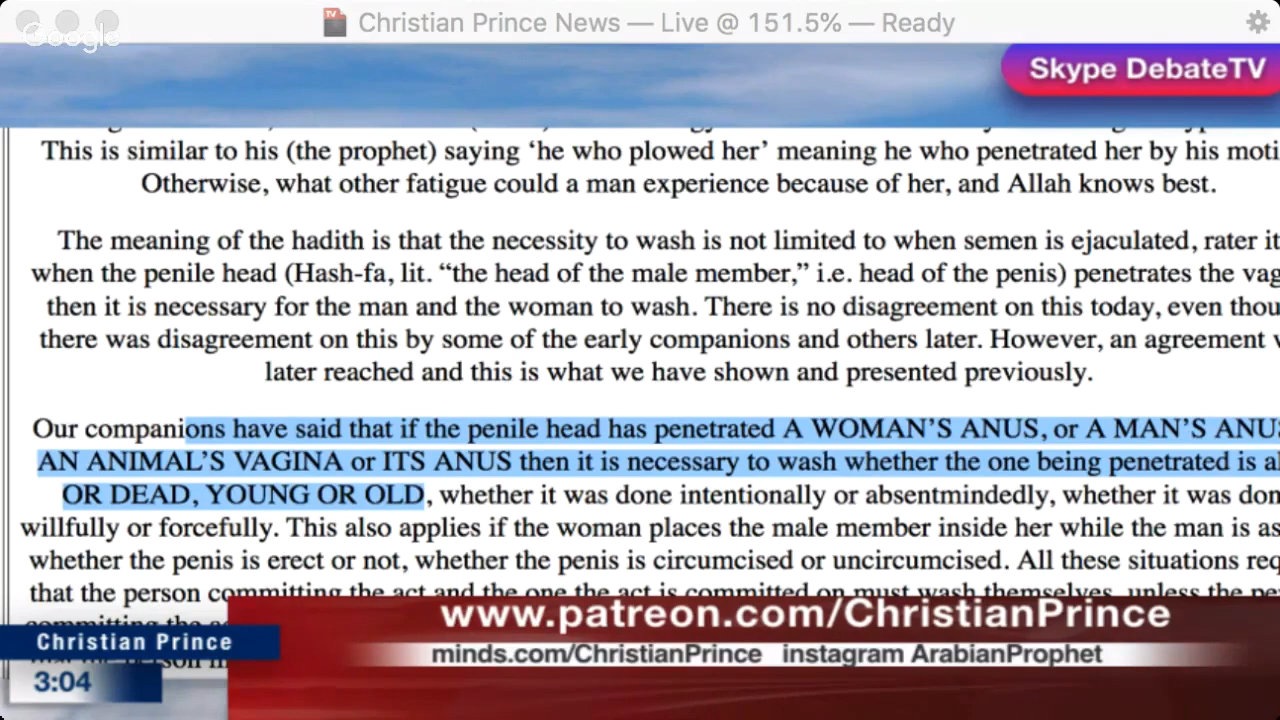 Christian Prince News — Live @ 151.5% — Ready
Google
Skype DebateTV
This is similar to his (the prophet) saying ‘he who plowed her’ meaning he who penetrated her by his moti
Otherwise, what other fatigue could a man experience because of her, and Allah knows best.
The meaning of the hadith is that the necessity to wash is not limited to when semen is ejaculated, rater it
when the penile head (Hash-fa, lit. “the head of the male member,” i.e. head of the penis) penetrates the vag
then it is necessary for the man and the woman to wash. There is no disagreement on this today, even thou
there was disagreement on this by some of the early companions and others later. However, an agreement
later reached and this is what we have shown and presented previously.
Our companions have said that if the penile head has penetrated A WOMAN’S ANUS, or A MAN’S ANUS
AN ANIMAL’S VAGINA or ITS ANUS then it is necessary to wash whether the one being penetrated is al
OR DEAD, YOUNG OR OLD, whether it was done intentionally or absentmindedly, whether it was don
willfully or forcefully. This also applies if the woman places the male member inside her while the man is as
whether the penis is erect or not, whether the penis is circumcised or uncircumcised. All these situations req
that the person committing the act and the one the act is committed on must wash themselves, unless the pe
committing the
www.patreon.com/ChristianPrince
Christian Prince
minds.com/ChristianPrince instagram ArabianProphet
3:04